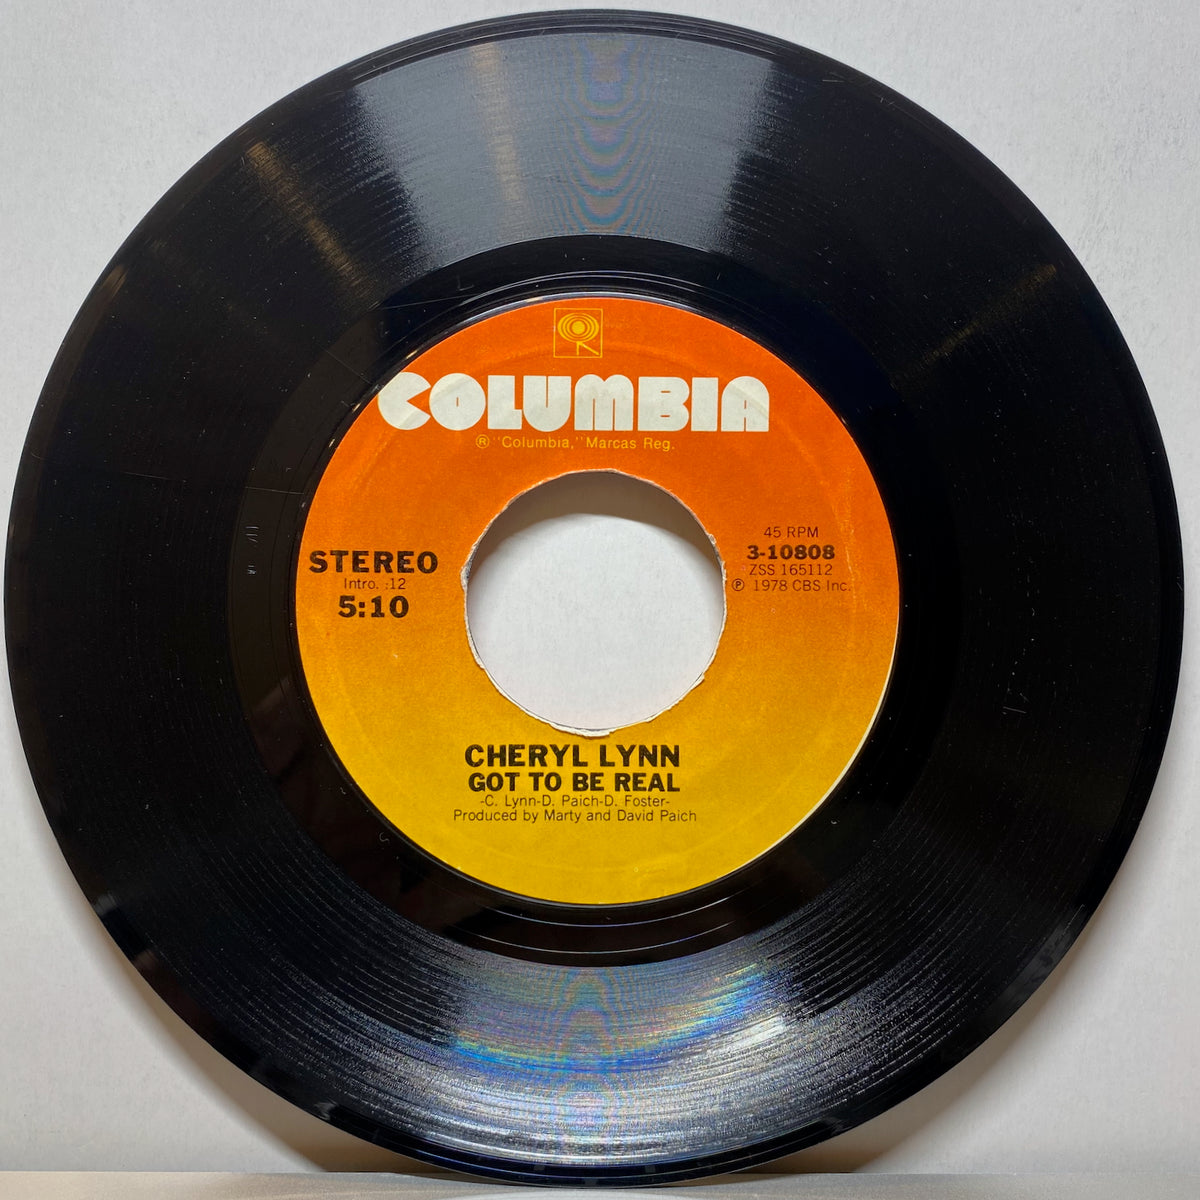 COLUMBIA
® "Columbia," Marcas Reg.
STEREO
Intro. :12
5:10
45 RPM
3-10808
ZSS 165112
℗ 1978 CBS Inc.
CHERYL LYNN
GOT TO BE REAL
-C. Lynn-D. Paich-D. Foster-
Produced by Marty and David Paich